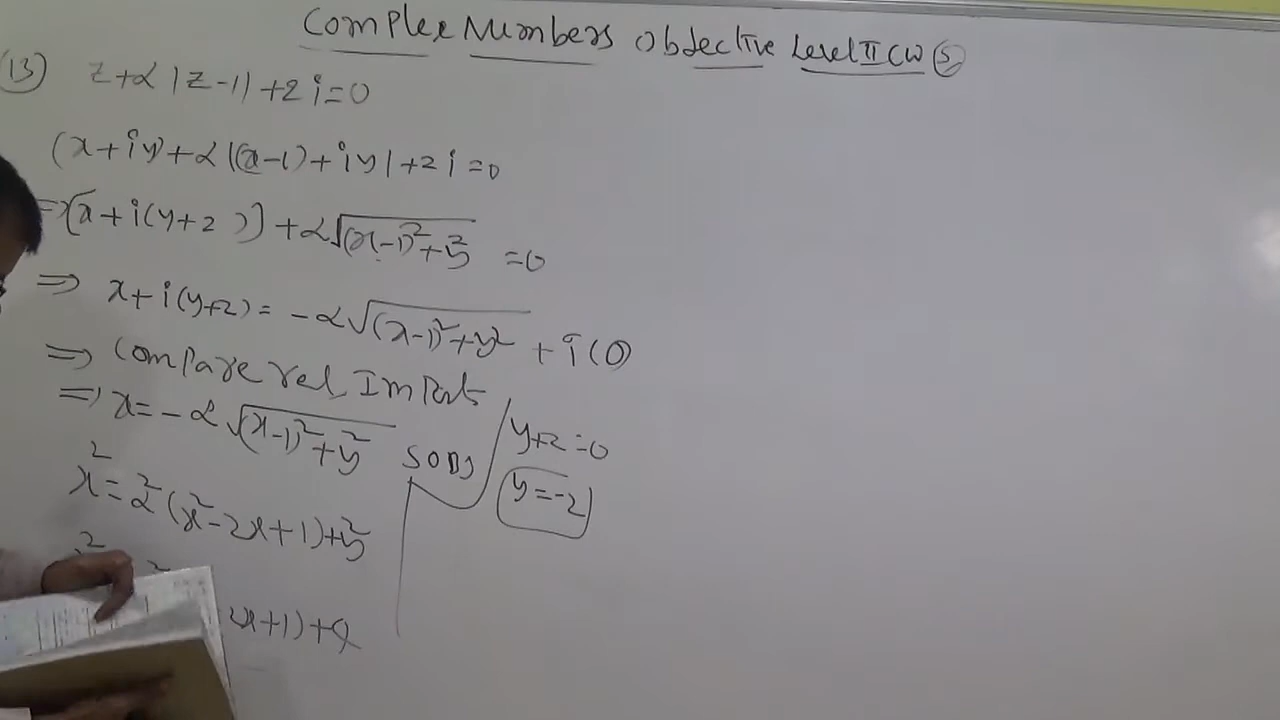 Complex Numbers Objective Level II CW (5)
(13) z+α|z-1|+2i=0
(x+iy)+α|(x-1)+iy|+2i=0
⇒[x+i(y+2)]+α√((x-1)²+y²) =0
⇒ x+i(y+2)= -α√((x-1)²+y²) + i(0)
⇒ Compare rel, Im Parts
⇒ x=-α√((x-1)²+y²) SOBS
y+2=0
y=-2
x²=α²(x²-2x+1)+y²
x+1)+